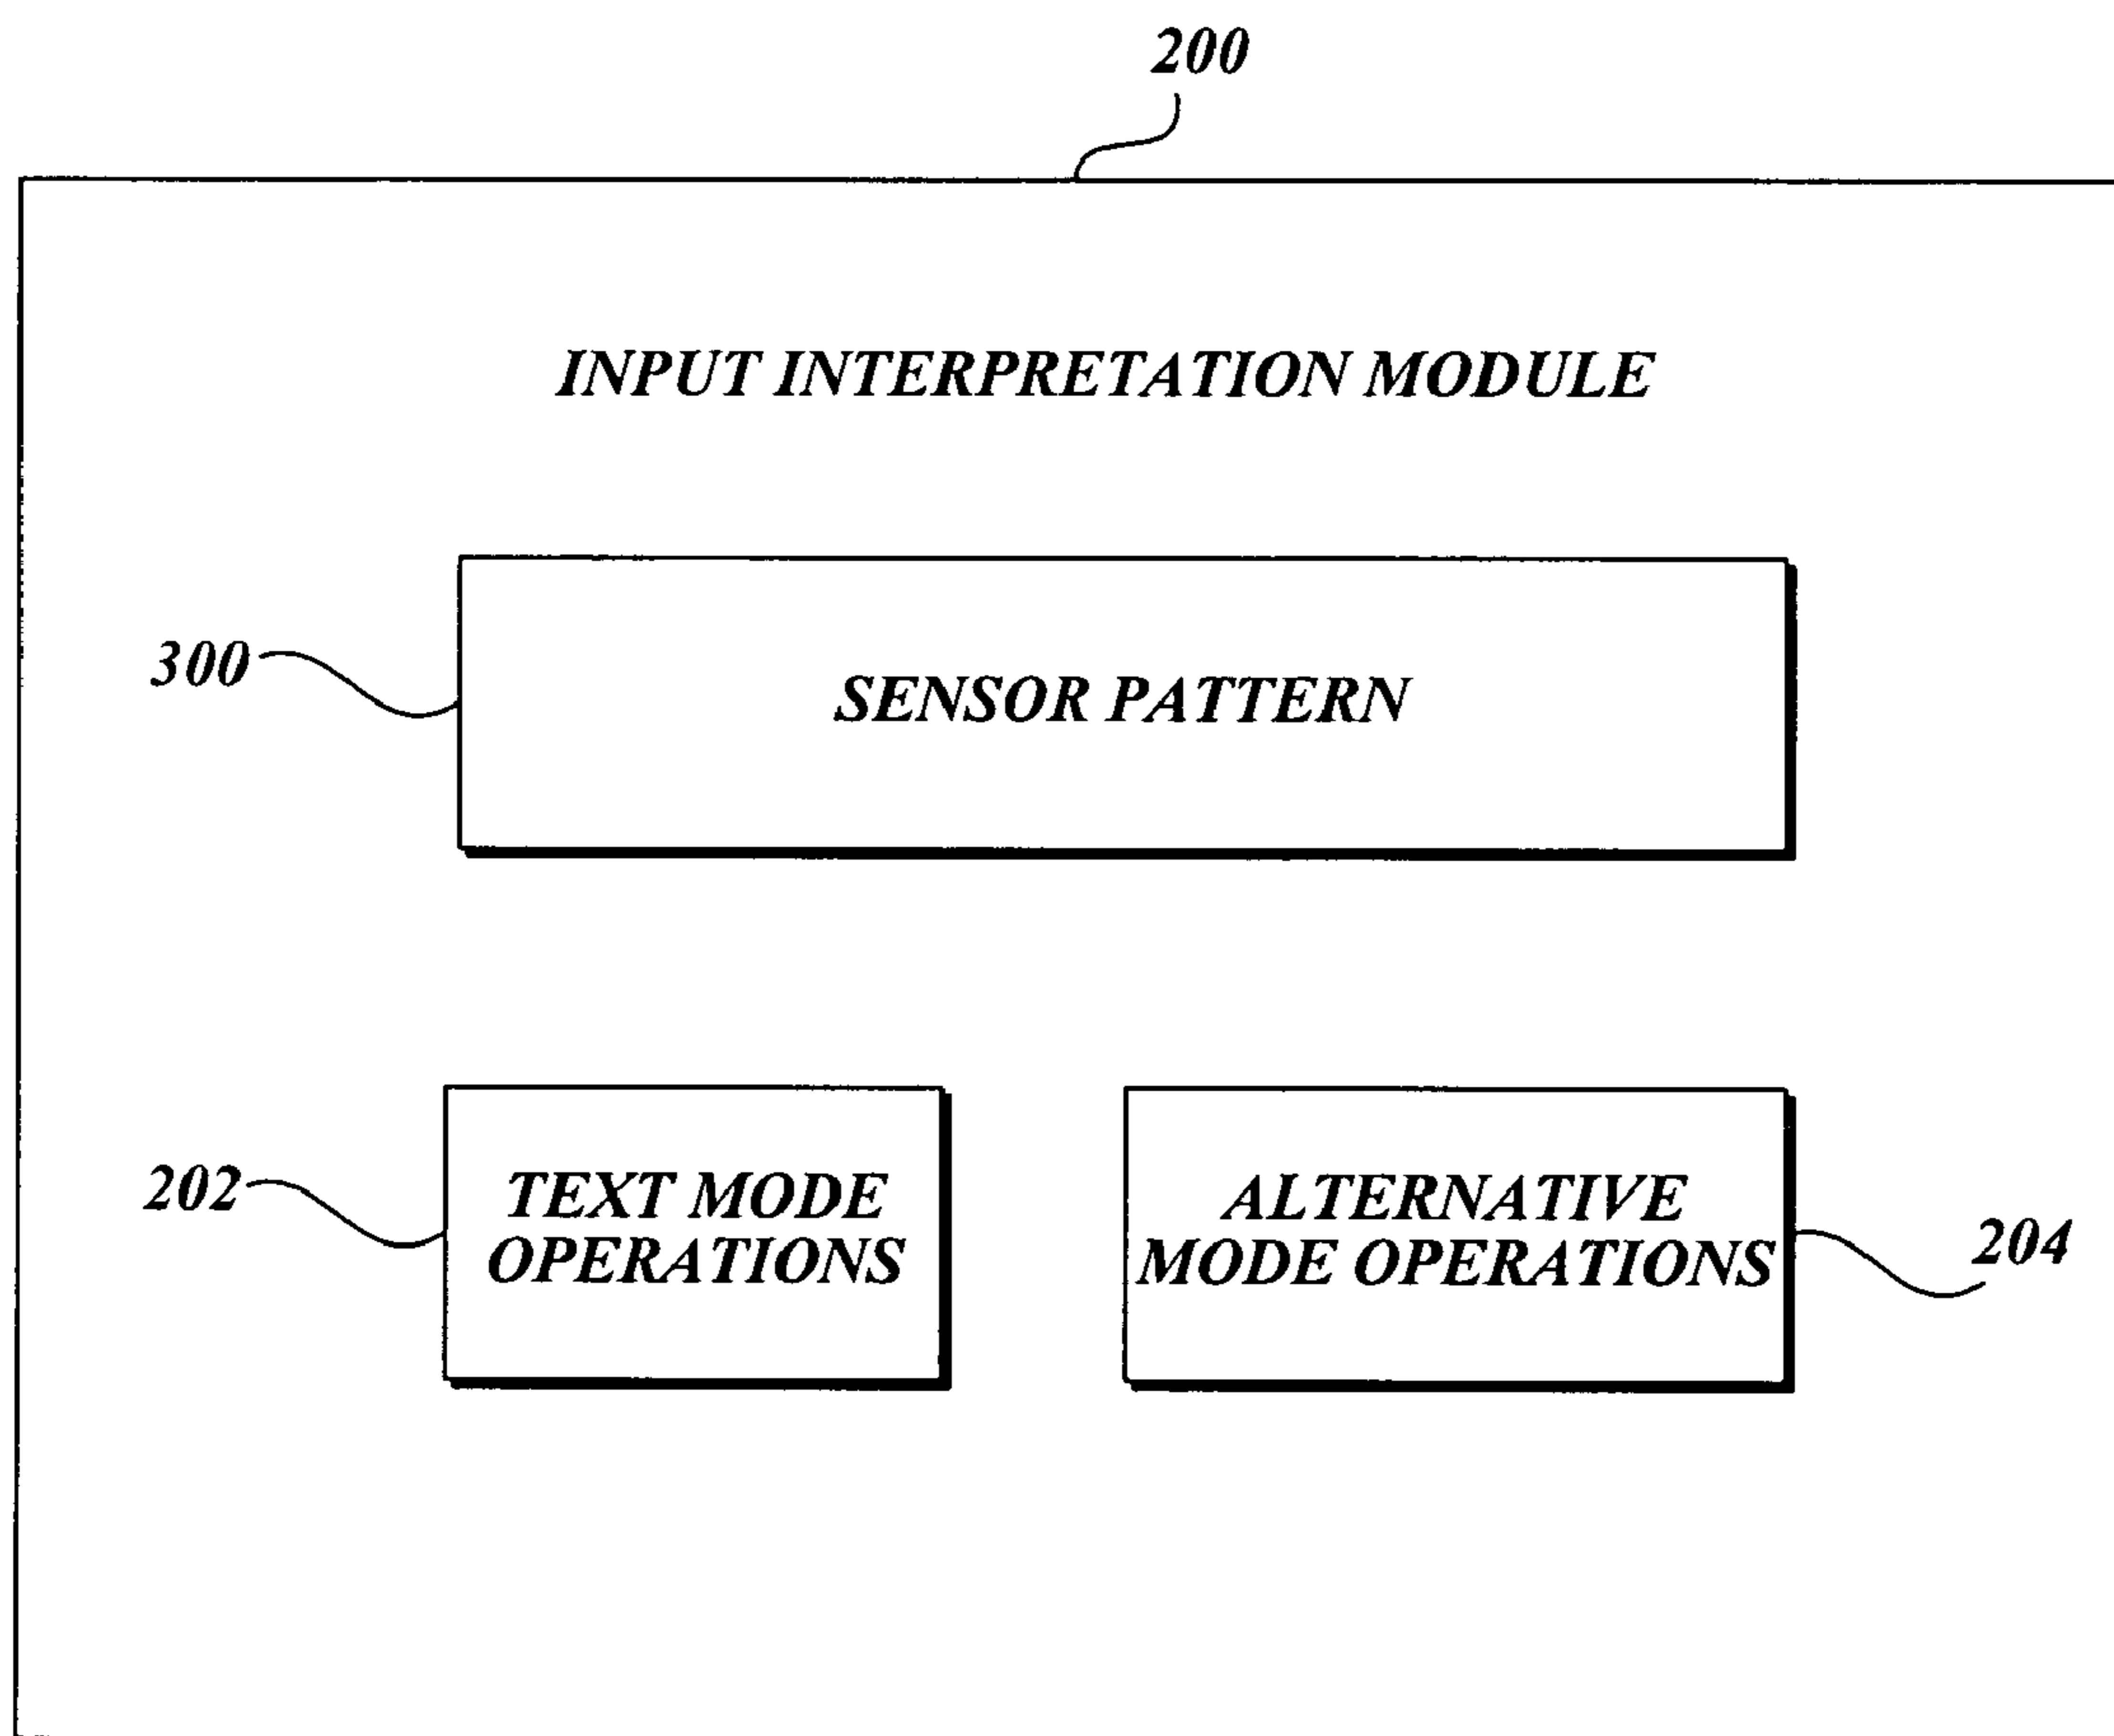 200
INPUT INTERPRETATION MODULE
300
SENSOR PATTERN
202
TEXT MODE
OPERATIONS
ALTERNATIVE
MODE OPERATIONS
204